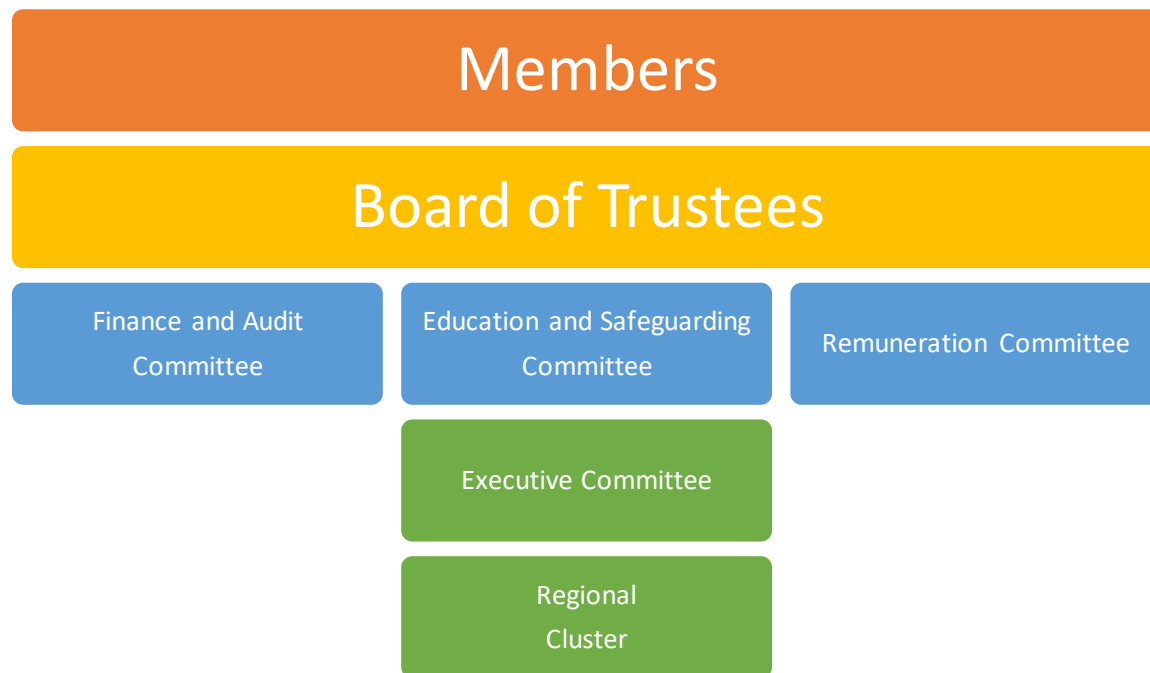 Members
Board of Trustees
Finance and Audit
Committee
Education and Safeguarding
Committee
Remuneration Committee
Executive Committee
Regional
Cluster